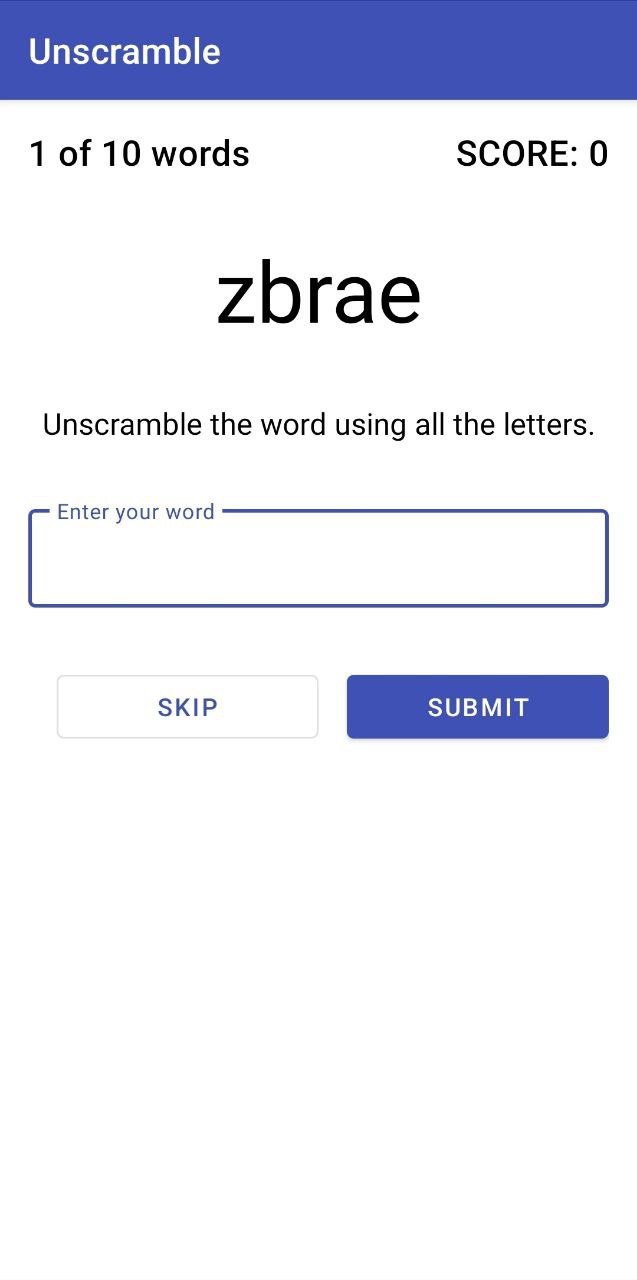 Unscramble
1 of 10 words SCORE: 0
zbrae
Unscramble the word using all the letters.
Enter your word
SKIP SUBMIT